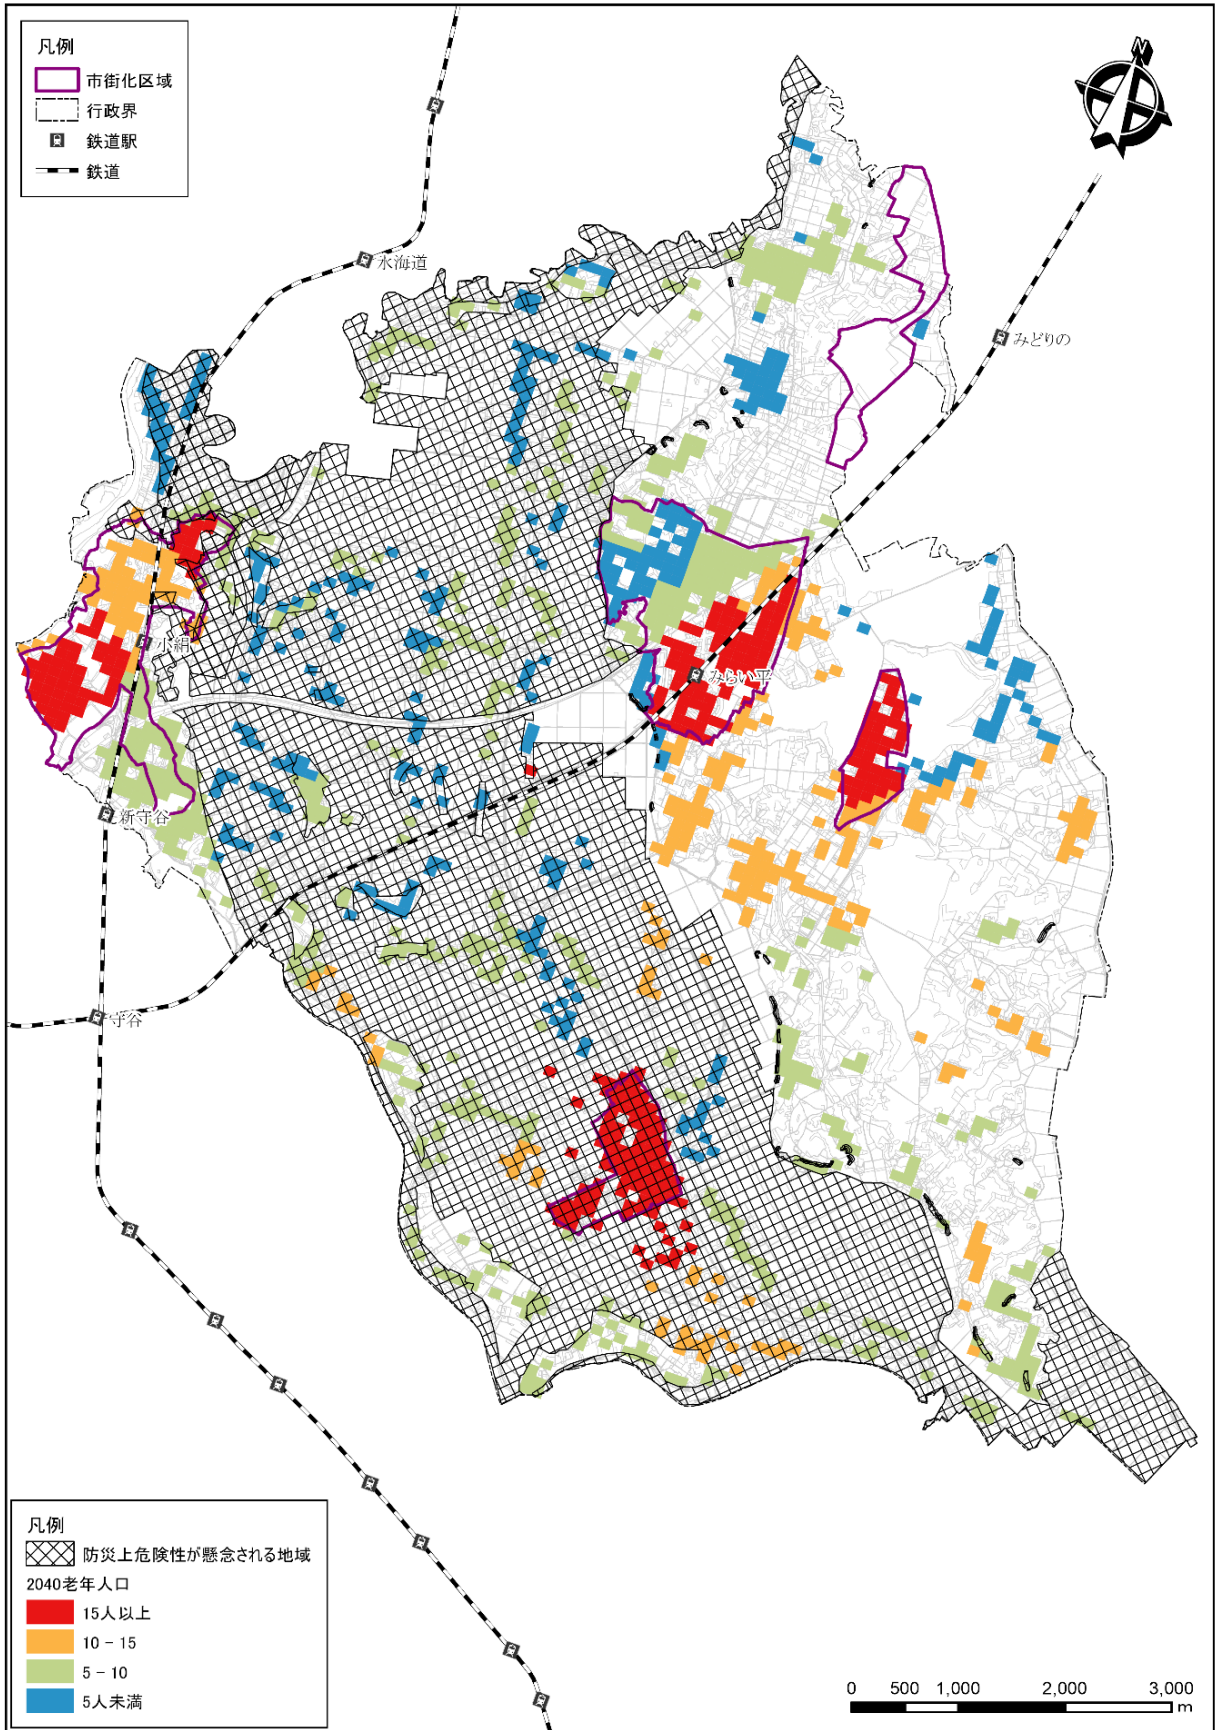 凡例
市街化区域
行政界
鉄道駅
鉄道
N
水海道
みどりの
小絹
みらい平
新守谷
守谷
凡例
防災上危険性が懸念される地域
2040老年人口
15人以上
10 - 15
5 - 10
5人未満
0 500 1,000 2,000 3,000
m